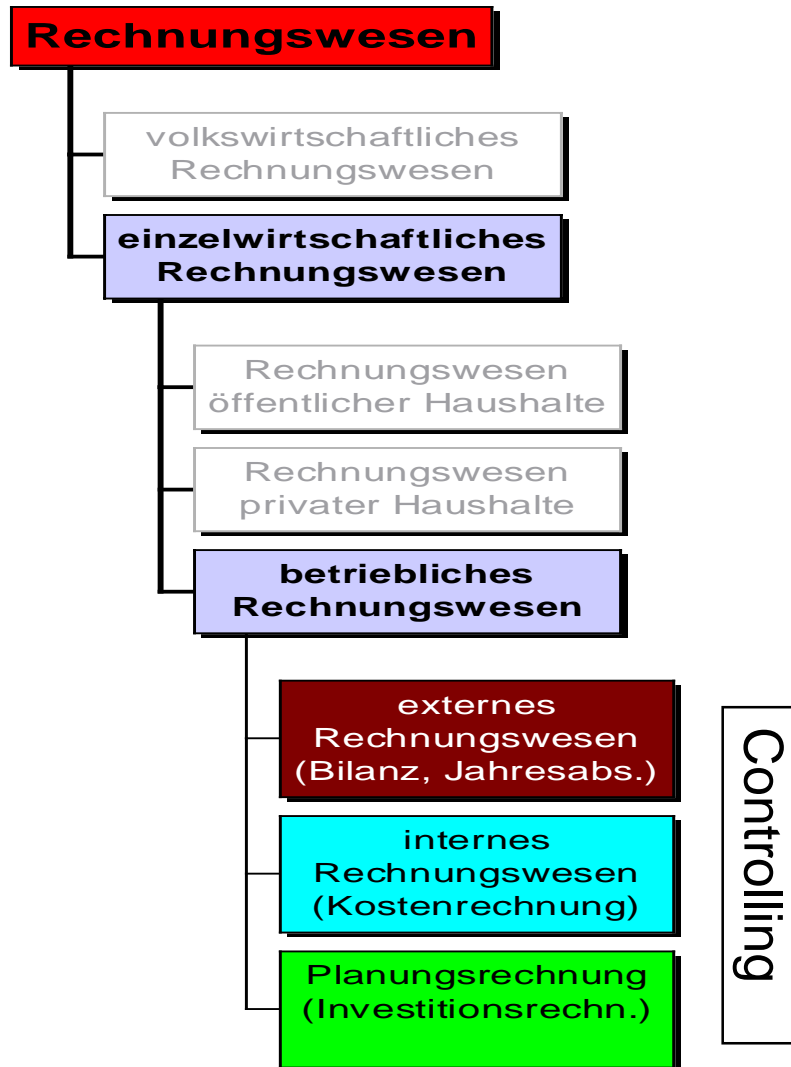 Rechnungswesen
volkswirtschaftliches
Rechnungswesen
einzelwirtschaftliches
Rechnungswesen
Rechnungswesen
öffentlicher Haushalte
Rechnungswesen
privater Haushalte
betriebliches
Rechnungswesen
externes
Rechnungswesen
(Bilanz, Jahresabs.)
internes
Rechnungswesen
(Kostenrechnung)
Planungsrechnung
(Investitionsrechn.)
Controlling